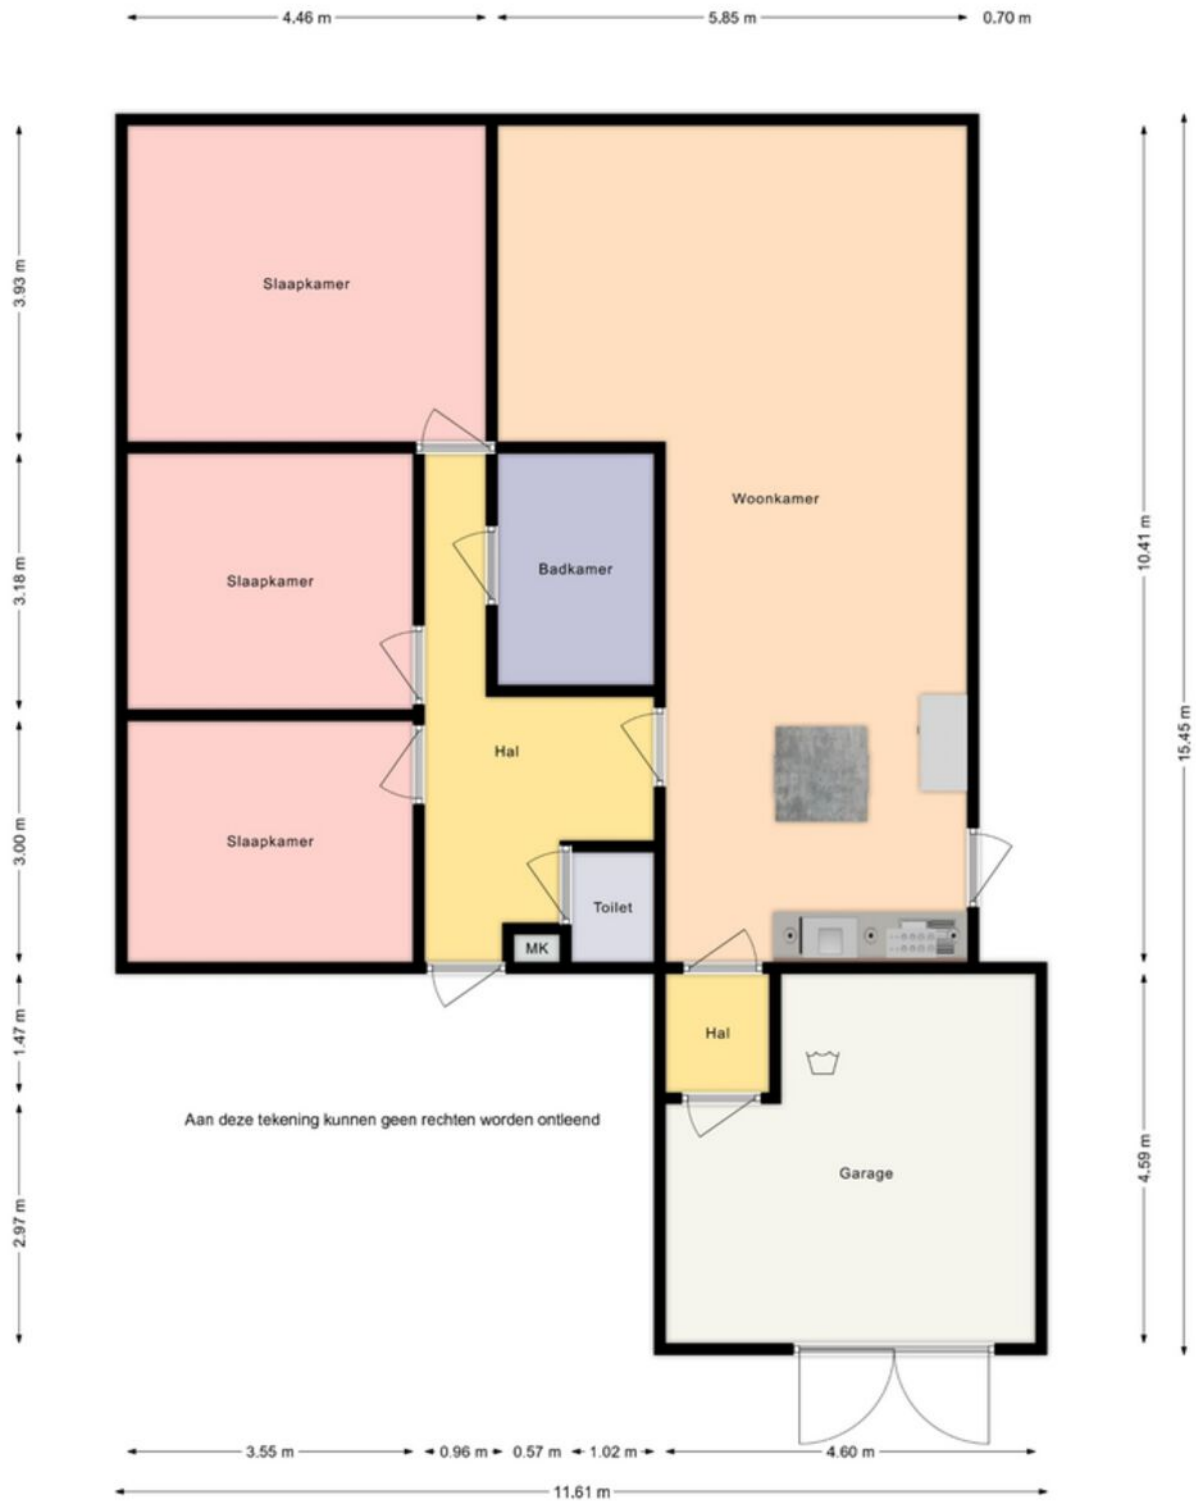 4.46 m
5.85 m
0.70 m
3.93 m
Slaapkamer
Woonkamer
10.41 m
3.18 m
Slaapkamer
Badkamer
15.45 m
Hal
3.00 m
Slaapkamer
Toilet
MK
1.47 m
Hal
Aan deze tekening kunnen geen rechten worden ontleend
4.59 m
Garage
2.97 m
3.55 m
0.96 m
0.57 m
1.02 m
4.60 m
11.61 m